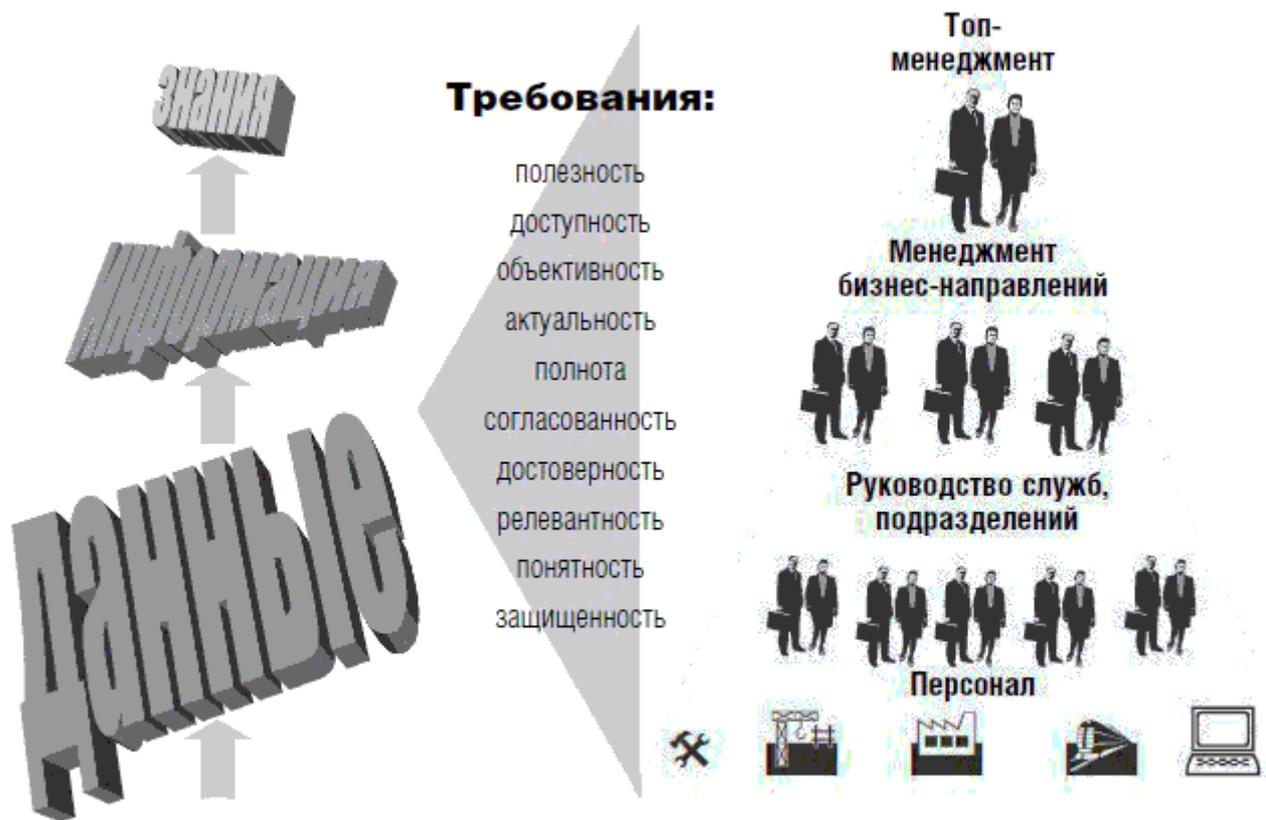 знания
информация
Данные
Требования:
полезность
доступность
объективность
актуальность
полнота
согласованность
достоверность
релевантность
понятность
защищенность
Топ-
менеджмент
Менеджмент
бизнес-направлений
Руководство служб,
подразделений
Персонал